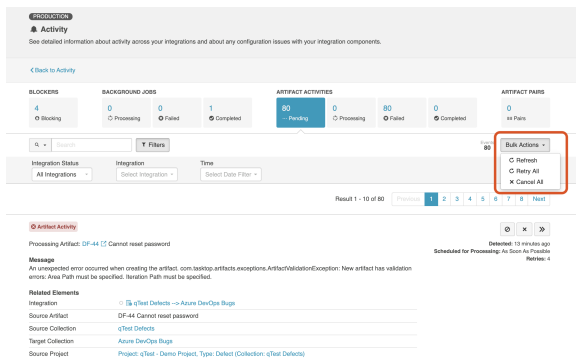 PRODUCTION
Activity
See detailed information about activity across your integrations and about any configuration issues with your integration components.
Back to Activity
BLOCKERS BACKGROUND JOBS ARTIFACT ACTIVITIES ARTIFACT PAIRS
4 0 0 1 80 0 80 0 0
Blocking Processing Failed Completed Pending Processing Failed Completed Pairs
Search Filters 80 Bulk Actions
Refresh
Retry All
Cancel All
Integration Status Integration Time
All Integrations Select Integration Select Date Filter
Result 1 - 10 of 80 Previous 1 2 3 4 5 6 7 8 Next
Artifact Activity
Processing Artifact: DF-44 Cannot reset password
Detected: 13 minutes ago
Scheduled for Processing: As Soon As Possible
Retries: 4
Message
An unexpected error occurred when creating the artifact. com.tasktop.artifacts.exceptions.ArtifactValidationException: New artifact has validation
errors: Area Path must be specified. Iteration Path must be specified.
Related Elements
Integration qTest Defects --> Azure DevOps Bugs
Source Artifact DF-44 Cannot reset password
Source Collection qTest Defects
Target Collection Azure DevOps Bugs
Source Project Project: qTest - Demo Project, Type: Defect (Collection: qTest Defects)